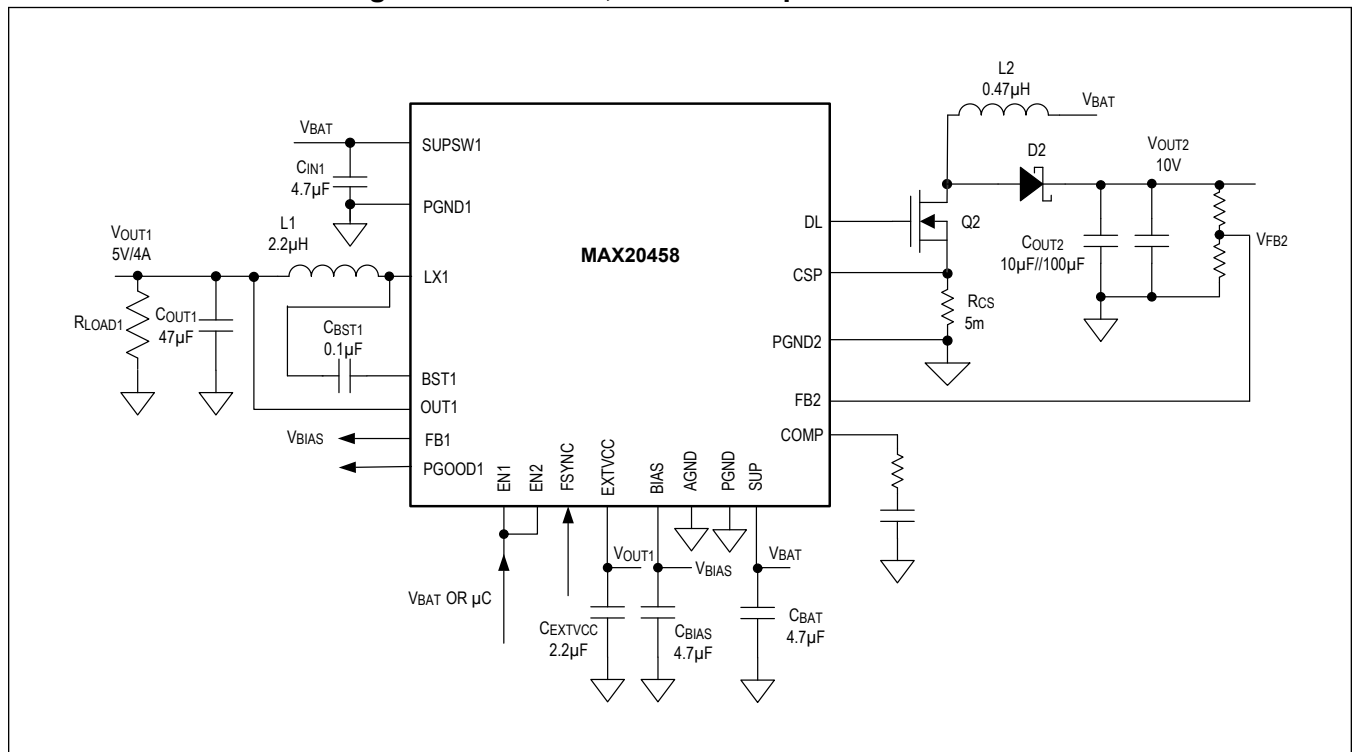 L2
0.47µH
VBAT
VBAT
SUPSW1
CIN1
4.7µF
PGND1
D2
VOUT2
10V
L1
2.2µH
VOUT1
5V/4A
LX1
MAX20458
DL
Q2
COUT2
10µF//100µF
VFB2
CSP
RLOAD1
COUT1
47µF
CBST1
0.1µF
RCS
5m
PGND2
BST1
OUT1
FB2
VBIAS
FB1
COMP
PGOOD1
EN1
EN2
FSYNC
EXTVCC
BIAS
AGND
PGND
SUP
VOUT1
VBIAS
VBAT
VBAT OR µC
CEXTVCC
2.2µF
CBIAS
4.7µF
CBAT
4.7µF